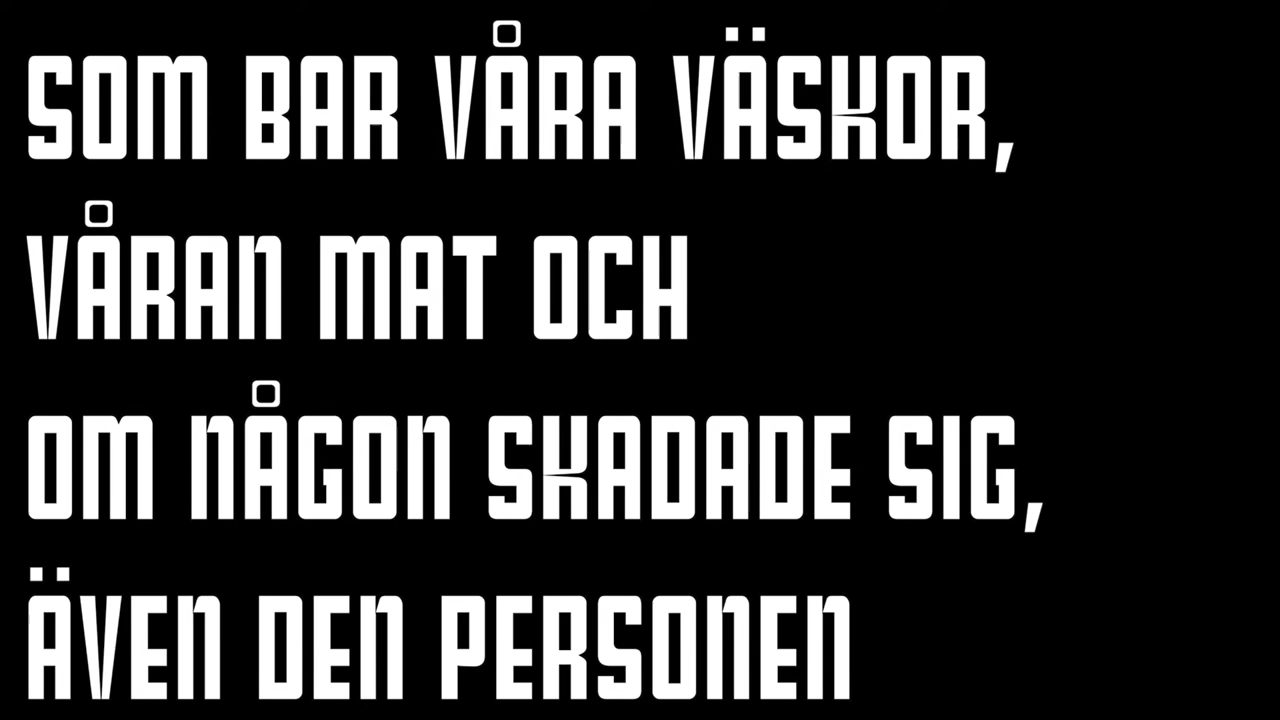 SOM BAR VÅRA VÄSKOR,
VÅRAN MAT OCH
OM NÅGON SKADADE SIG,
ÄVEN DEN PERSONEN